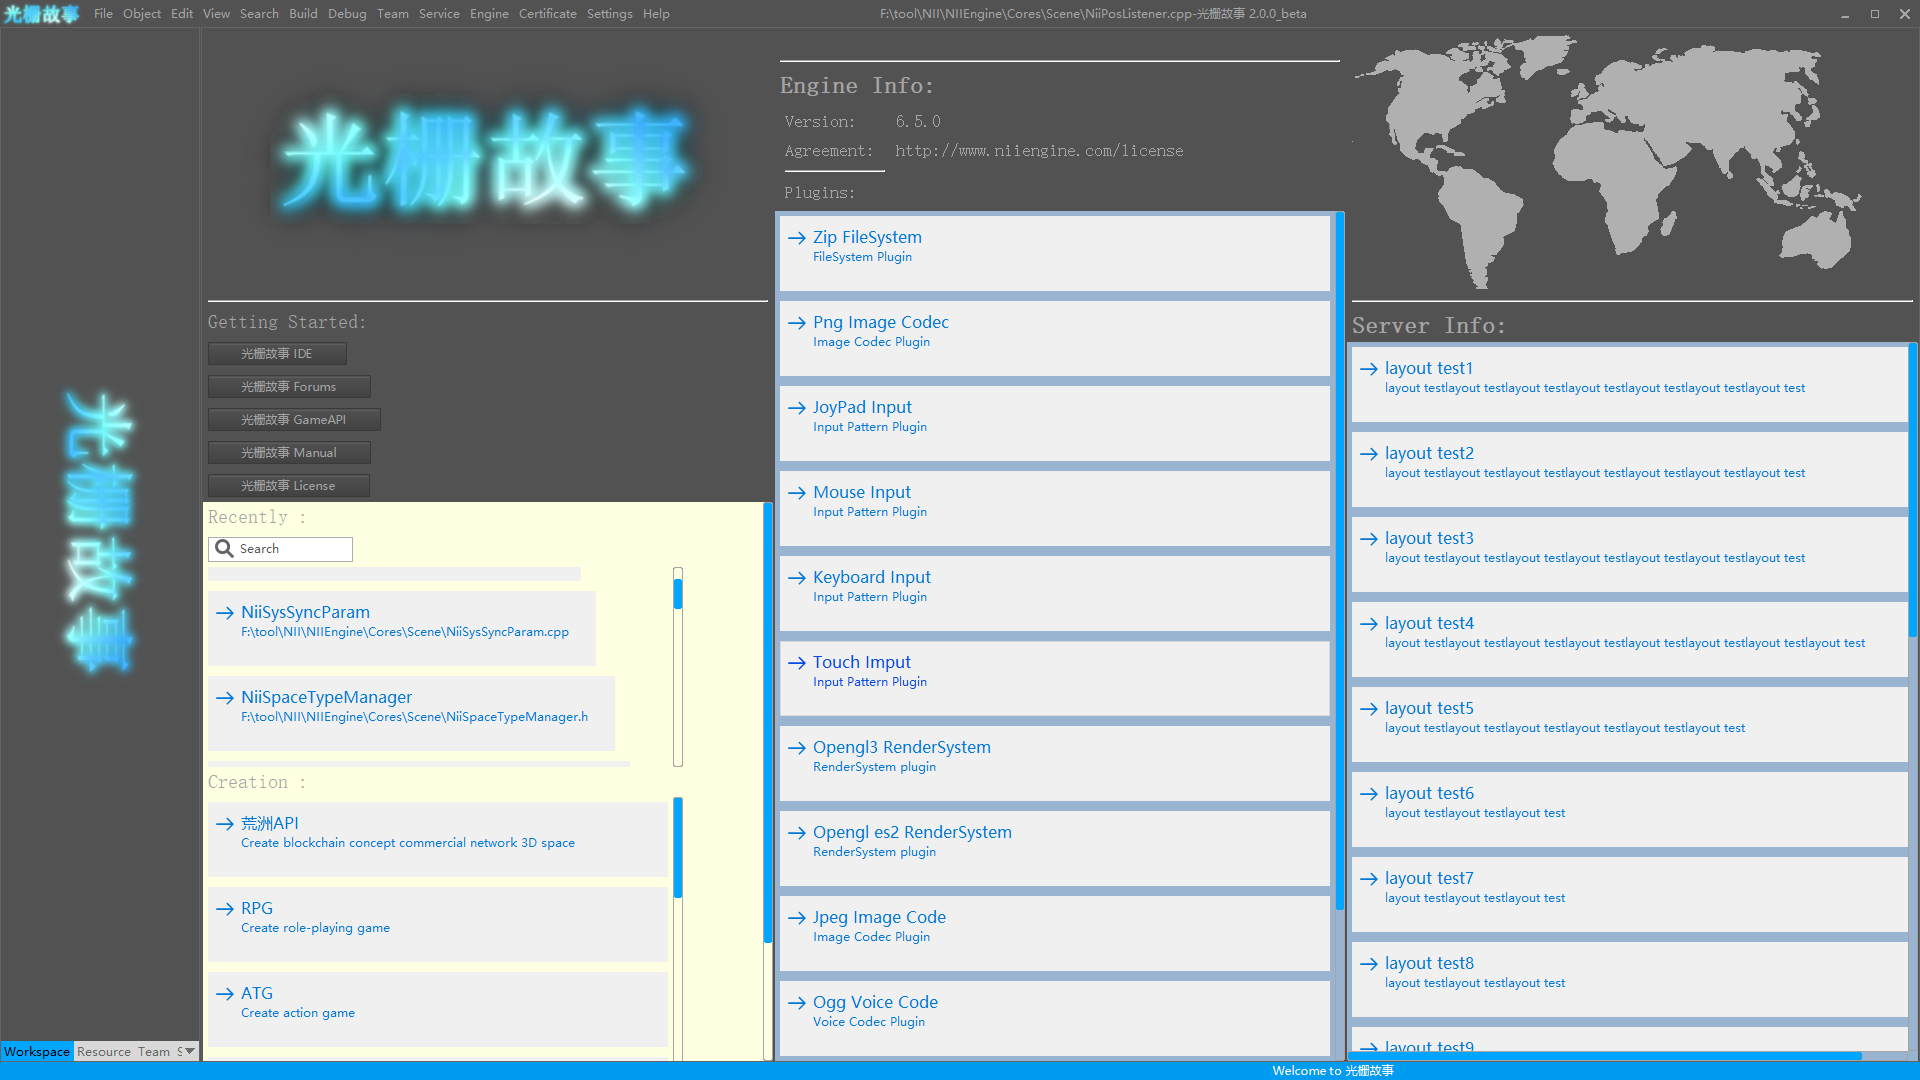 光栅故事 File Object Edit View Search Build Debug Team Service Engine Certificate Settings Help F:\tool\NII\NIIEngine\Cores\Scene\NiiPosListener.cpp-光栅故事 2.0.0_beta
光栅故事
光栅故事
Getting Started:
光栅故事 IDE
光栅故事 Forums
光栅故事 GameAPI
光栅故事 Manual
光栅故事 License
Recently :
Search
NiiSysSyncParam
F:\tool\NII\NIIEngine\Cores\Scene\NiiSysSyncParam.cpp
NiiSpaceTypeManager
F:\tool\NII\NIIEngine\Cores\Scene\NiiSpaceTypeManager.h
Creation :
荒洲API
Create blockchain concept commercial network 3D space
RPG
Create role-playing game
ATG
Create action game
Engine Info:
Version: 6.5.0
Agreement: http://www.niiengine.com/license
Plugins:
Zip FileSystem
FileSystem Plugin
Png Image Codec
Image Codec Plugin
JoyPad Input
Input Pattern Plugin
Mouse Input
Input Pattern Plugin
Keyboard Input
Input Pattern Plugin
Touch Imput
Input Pattern Plugin
Opengl3 RenderSystem
RenderSystem plugin
Opengl es2 RenderSystem
RenderSystem plugin
Jpeg Image Code
Image Codec Plugin
Ogg Voice Code
Voice Codec Plugin
Server Info:
layout test1
layout testlayout testlayout testlayout testlayout testlayout testlayout test
layout test2
layout testlayout testlayout testlayout testlayout testlayout testlayout test
layout test3
layout testlayout testlayout testlayout testlayout testlayout testlayout test
layout test4
layout testlayout testlayout testlayout testlayout testlayout testlayout testlayout test
layout test5
layout testlayout testlayout testlayout testlayout testlayout test
layout test6
layout testlayout testlayout test
layout test7
layout testlayout testlayout test
layout test8
layout testlayout testlayout test
layout test9
Workspace Resource Team S
Welcome to 光栅故事